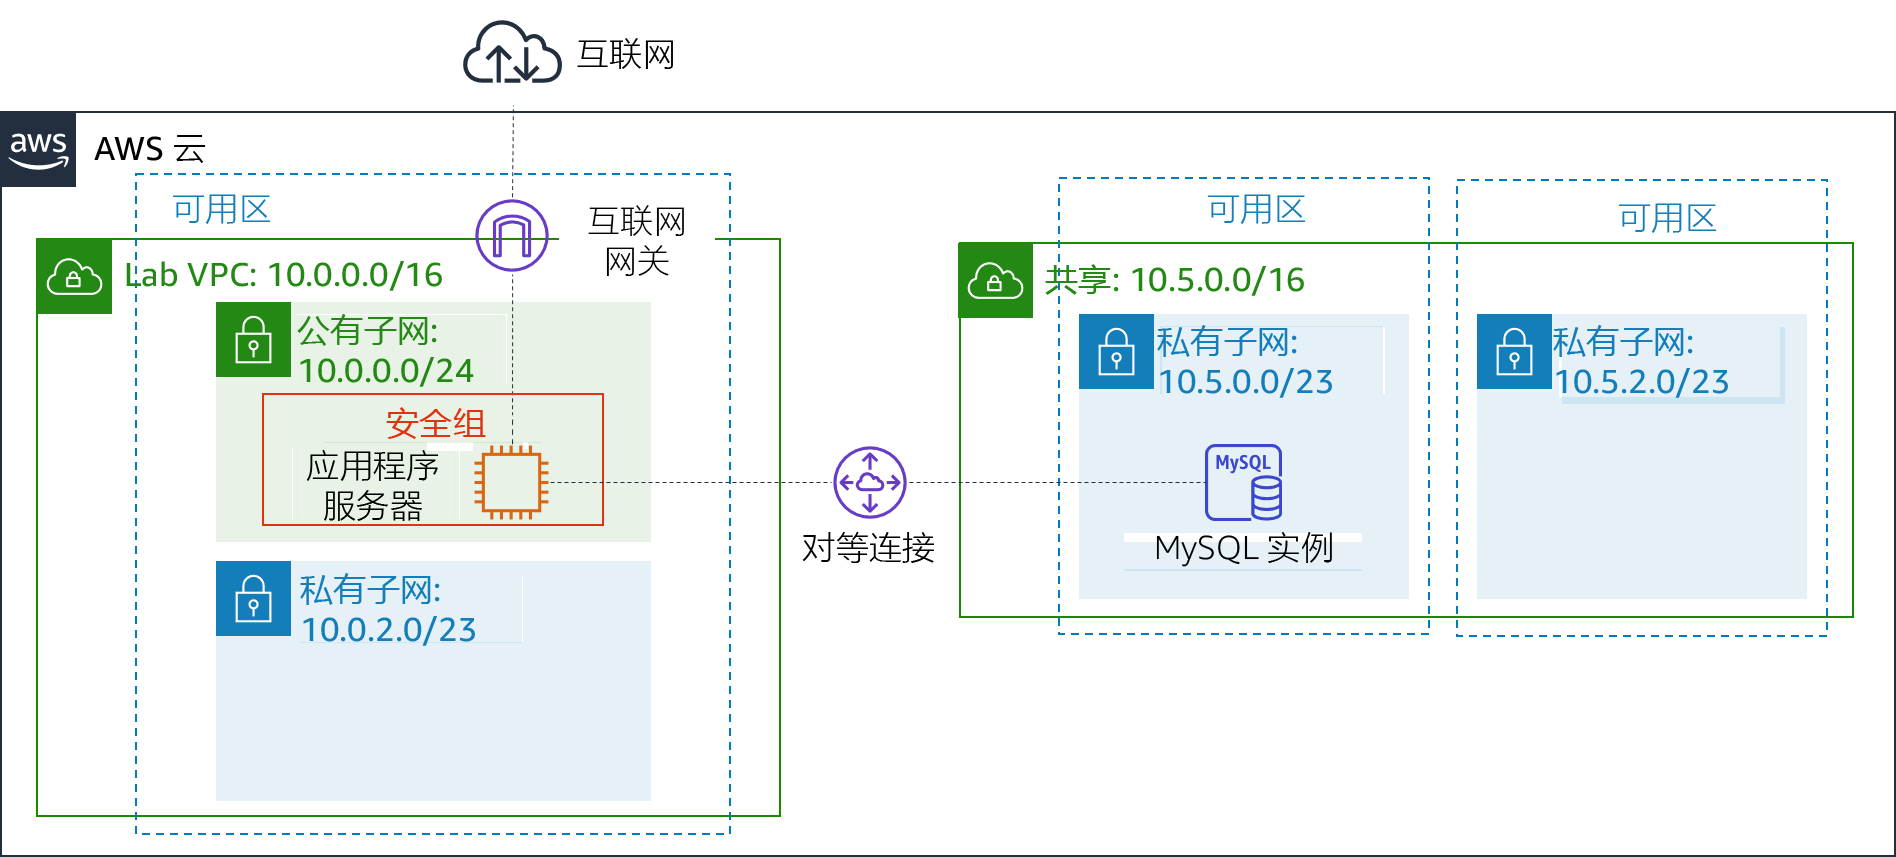 互联网
aws
AWS 云
可用区
互联网
网关
Lab VPC: 10.0.0.0/16
公有子网:
10.0.0.0/24
安全组
应用程序
服务器
私有子网:
10.0.2.0/23
对等连接
可用区
可用区
共享: 10.5.0.0/16
私有子网:
10.5.0.0/23
MySQL
MySQL 实例
私有子网:
10.5.2.0/23